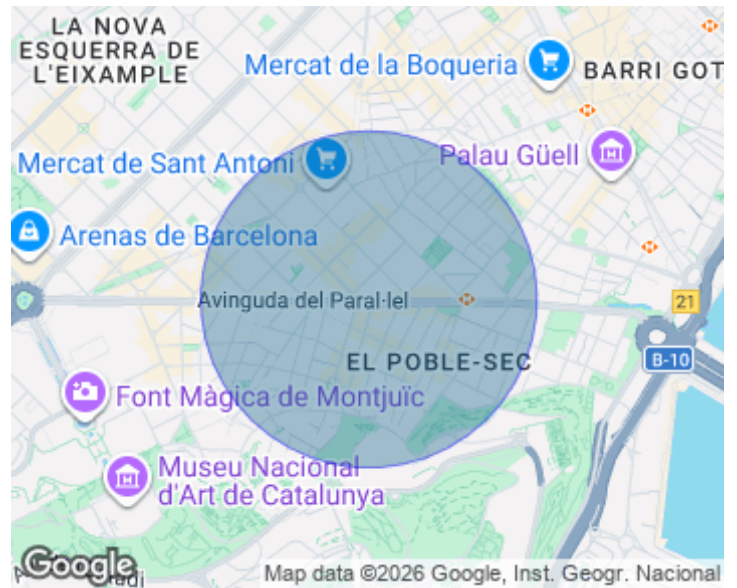 LA NOVA
ESQUERRA DE
L'EIXAMPLE
Mercat de la Boqueria
BARRI GOT
Mercat de Sant Antoni
Palau Güell
Arenas de Barcelona
Avinguda del Paral·lel
21
B-10
EL POBLE-SEC
Font Màgica de Montjuïc
Museu Nacional
d'Art de Catalunya
Google
Map data ©2026 Google, Inst. Geogr. Nacional